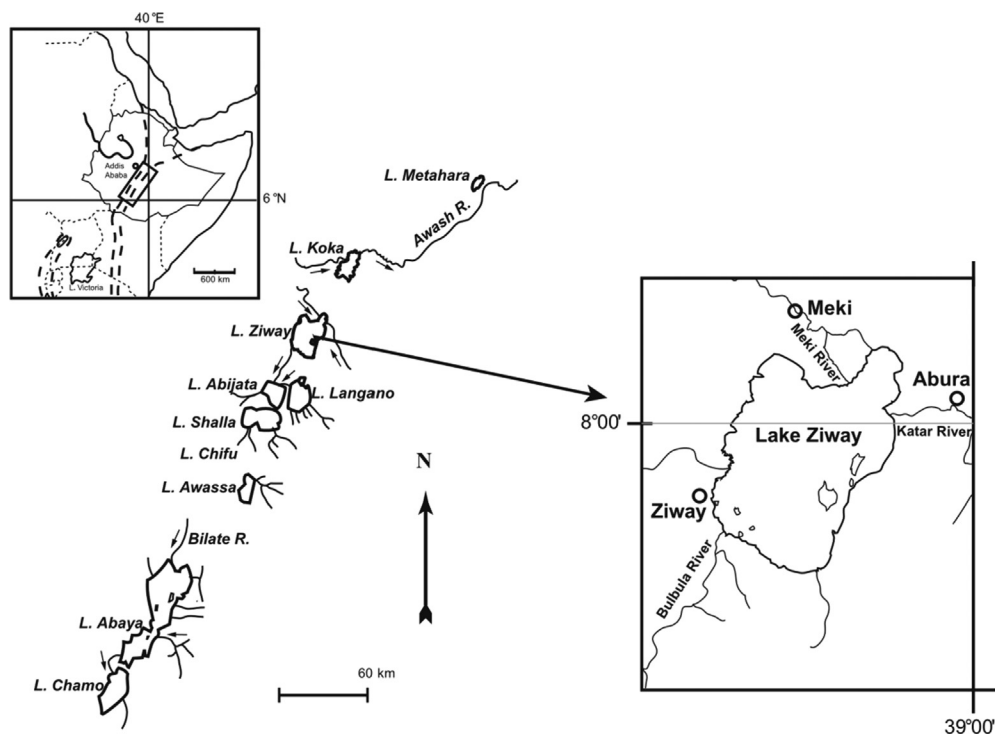 40°E
Addis
Ababa
6°N
L. Victoria
600 km
L. Metahara
Awash R.
L. Koka
L. Ziway
L. Abijata
L. Langano
L. Shalla
L. Chifu
L. Awassa
N
Bilate R.
L. Abaya
L. Chamo
60 km
Meki
Meki River
Abura
8°00'
Lake Ziway
Katar River
Ziway
Bulbula River
39°00'